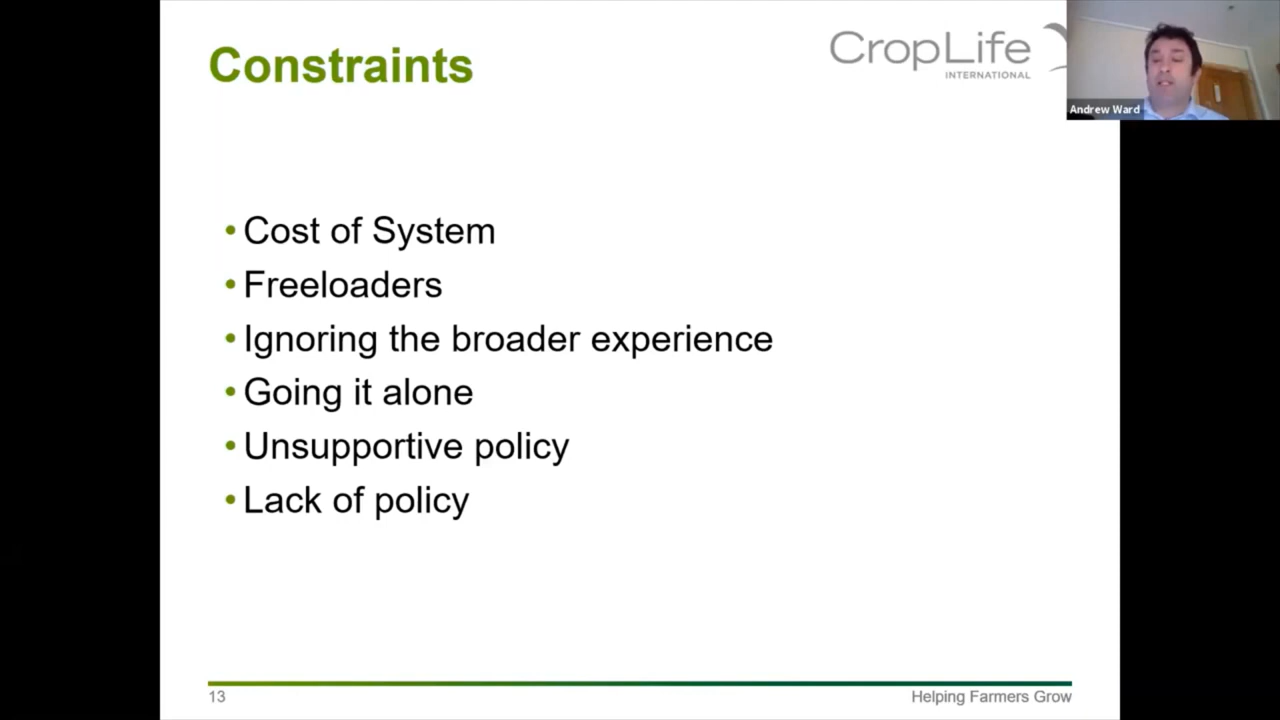 Constraints
CropLife
INTERNATIONAL
Andrew Ward
• Cost of System
• Freeloaders
• Ignoring the broader experience
• Going it alone
• Unsupportive policy
• Lack of policy
13
Helping Farmers Grow